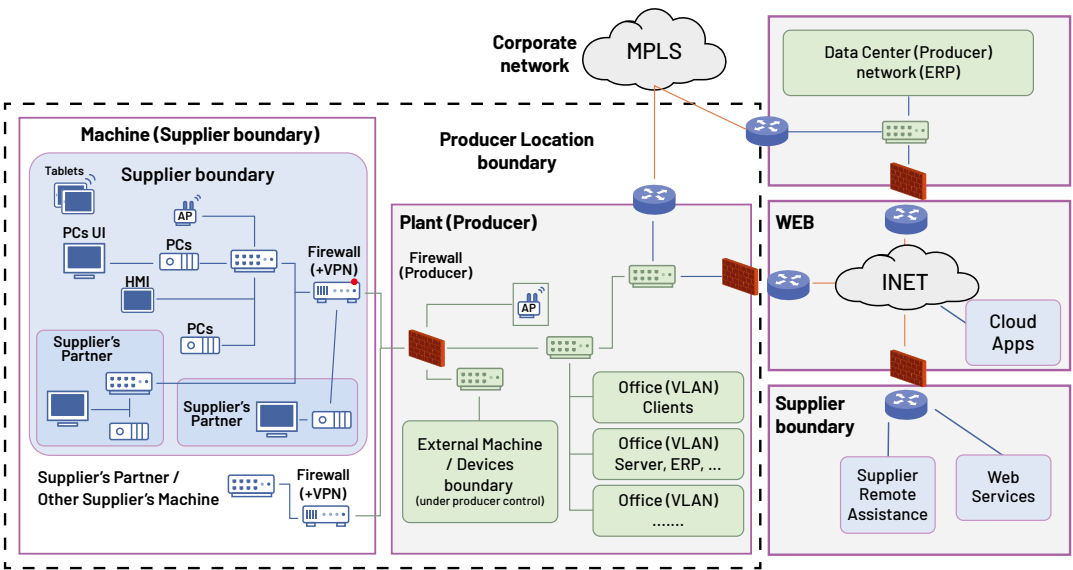 Corporate
network
MPLS
Data Center (Producer)
network (ERP)
Machine (Supplier boundary)
Producer Location
boundary
Tablets
Supplier boundary
AP
PCs UI
PCs
HMI
Firewall
(+VPN)
PCs
Supplier's
Partner
Supplier's
Partner
Supplier's Partner /
Other Supplier's Machine
Firewall
(+VPN)
Plant (Producer)
Firewall
(Producer)
AP
Office (VLAN)
Clients
Office (VLAN)
Server, ERP, ...
Office (VLAN)
.......
External Machine
/ Devices
boundary
(under producer control)
WEB
INET
Cloud
Apps
Supplier
boundary
Supplier
Remote
Assistance
Web
Services